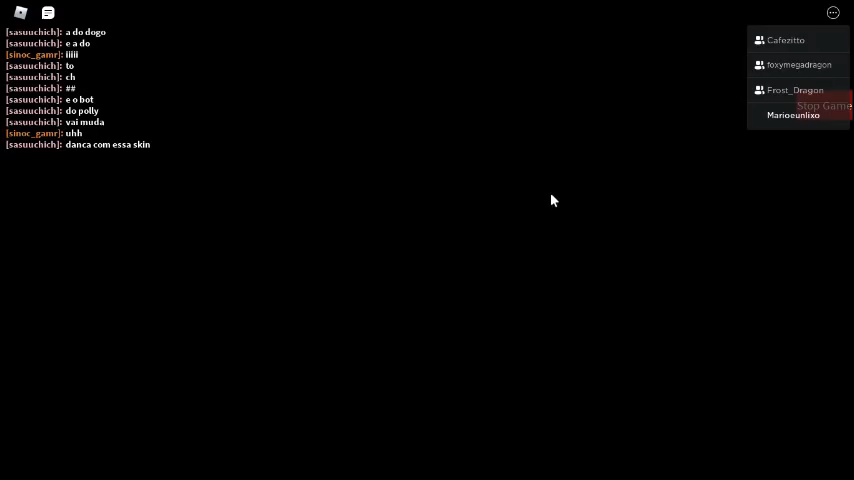 [sasuuchich]: a do dogo
[sasuuchich]: e a do
[sinoc_gamr]: iiiii
[sasuuchich]: to
[sasuuchich]: ch
[sasuuchich]: ##
[sasuuchich]: e o bot
[sasuuchich]: do polly
[sasuuchich]: vai muda
[sinoc_gamr]: uhh
[sasuuchich]: danca com essa skin
Cafezitto
foxymegadragon
Frost_Dragon
Stop Game
Marioeunlixo